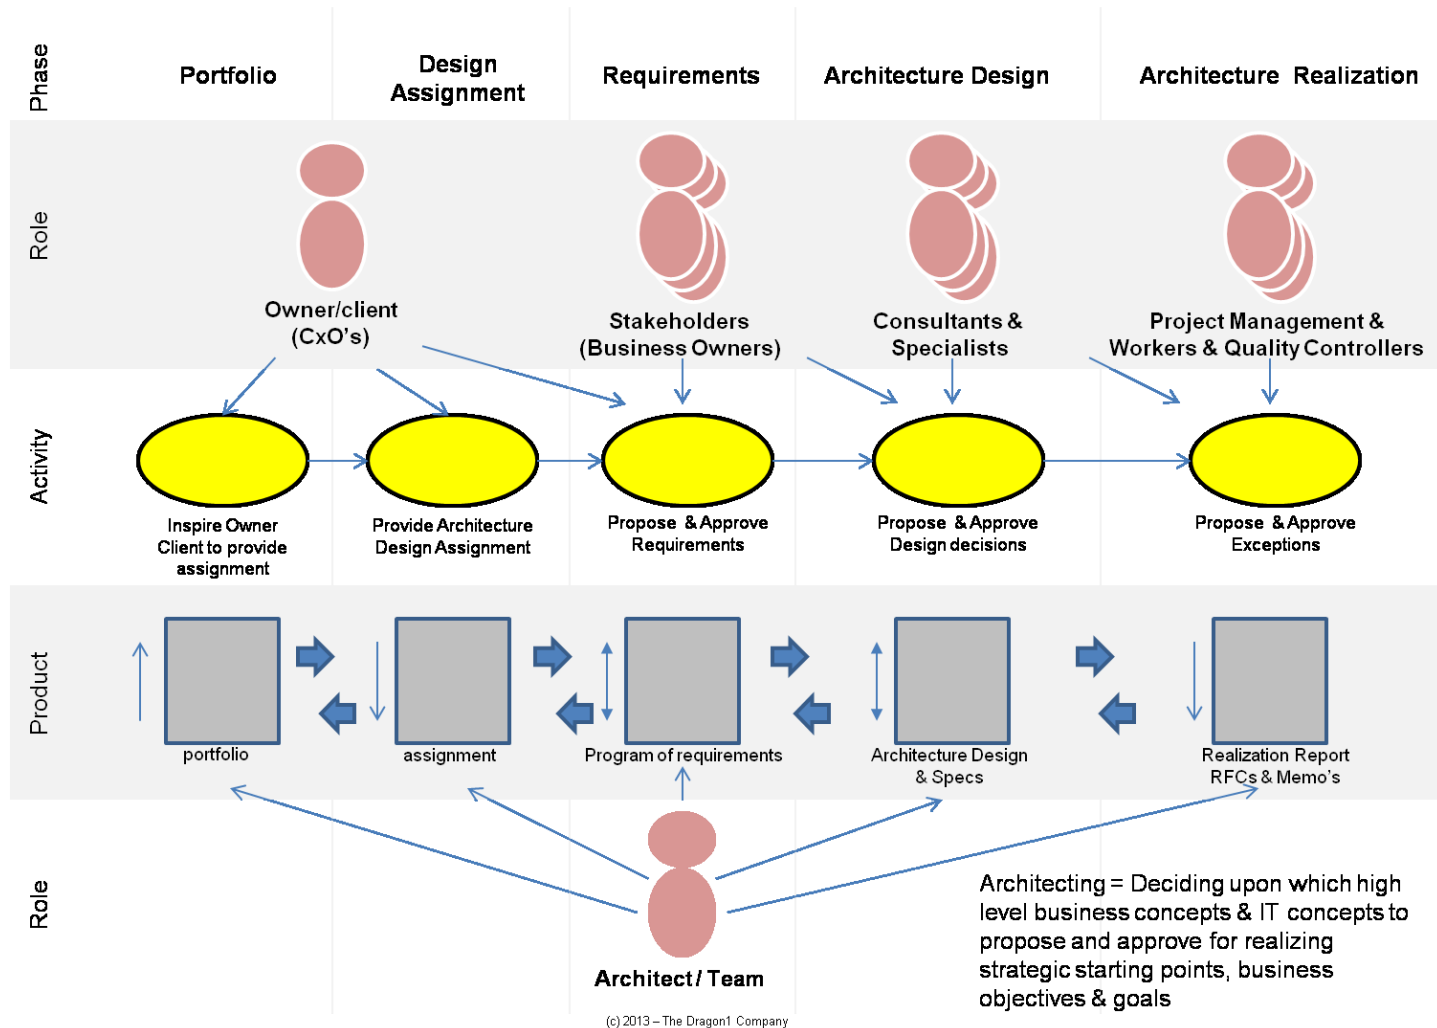 Phase
Portfolio
Design
Assignment
Requirements
Architecture Design
Architecture Realization
Role
Owner/client
(CxO's)
Stakeholders
(Business Owners)
Consultants &
Specialists
Project Management &
Workers & Quality Controllers
Activity
Inspire Owner
Client to provide
assignment
Provide Architecture
Design Assignment
Propose & Approve
Requirements
Propose & Approve
Design decisions
Propose & Approve
Exceptions
Product
portfolio
assignment
Program of requirements
Architecture Design
& Specs
Realization Report
RFCs & Memo's
Role
Architect / Team
Architecting = Deciding upon which high
level business concepts & IT concepts to
propose and approve for realizing
strategic starting points, business
objectives & goals
(c) 2013 – The Dragon1 Company